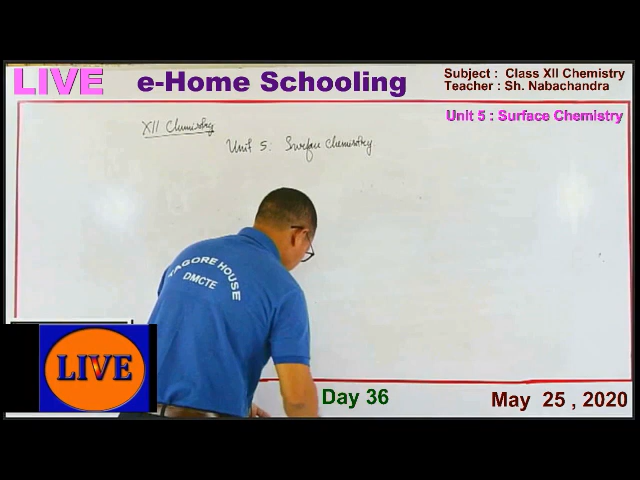 LIVE
e-Home Schooling
Subject : Class XII Chemistry
Teacher : Sh. Nabachandra
Unit 5 : Surface Chemistry
XII Chemistry
Unit 5: Surface Chemistry
TAGORE HOUSE
DMCTE
LIVE
Day 36
May 25 , 2020